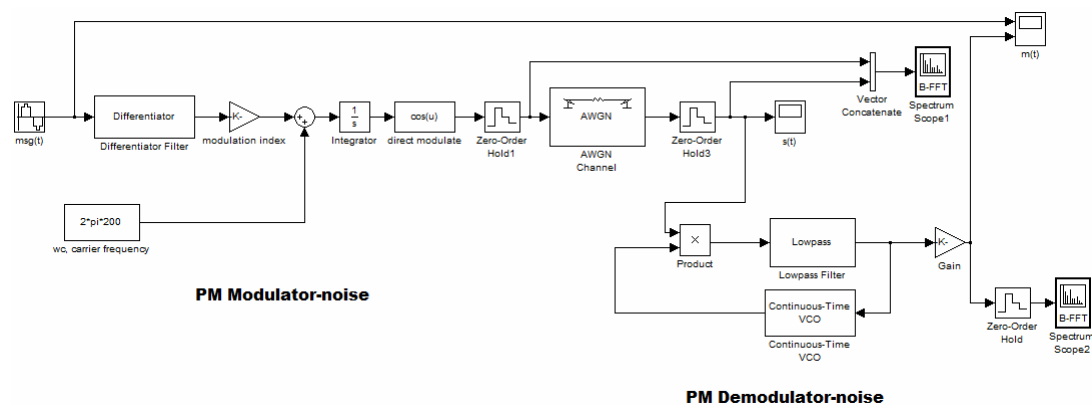 msg(t)
Differentiator
Differentiator Filter
K-
modulation index
+
+
1
s
Integrator
cos(u)
direct modulate
Zero-Order
Hold1
AWGN
AWGN
Channel
Zero-Order
Hold3
s(t)
Vector
Concatenate
B-FFT
Spectrum
Scope1
m(t)
2*pi*200
wc, carrier frequency
×
Product
Lowpass
Lowpass Filter
K-
Gain
Continuous-Time
VCO
Continuous-Time
VCO
Zero-Order
Hold
B-FFT
Spectrum
Scope2
PM Modulator-noise
PM Demodulator-noise